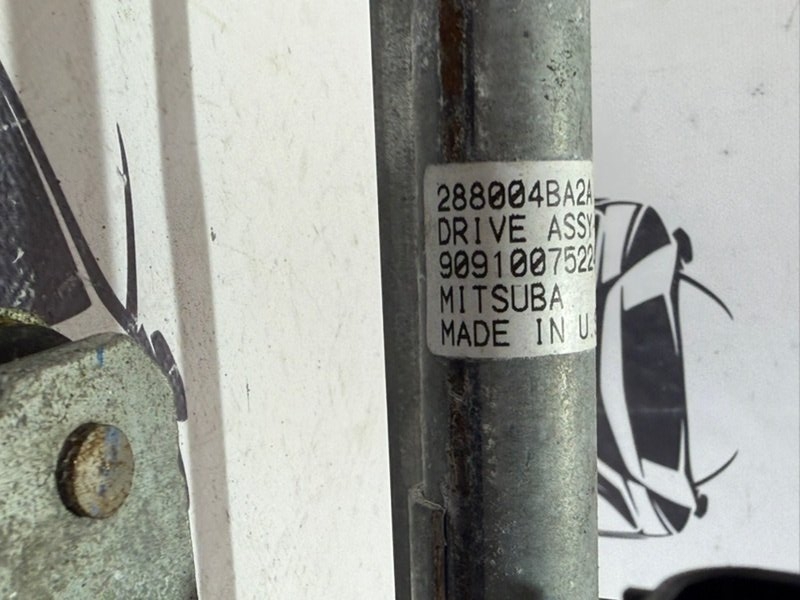 288004BA2A
DRIVE ASSY
9091007522
MITSUBA
MADE IN U.S